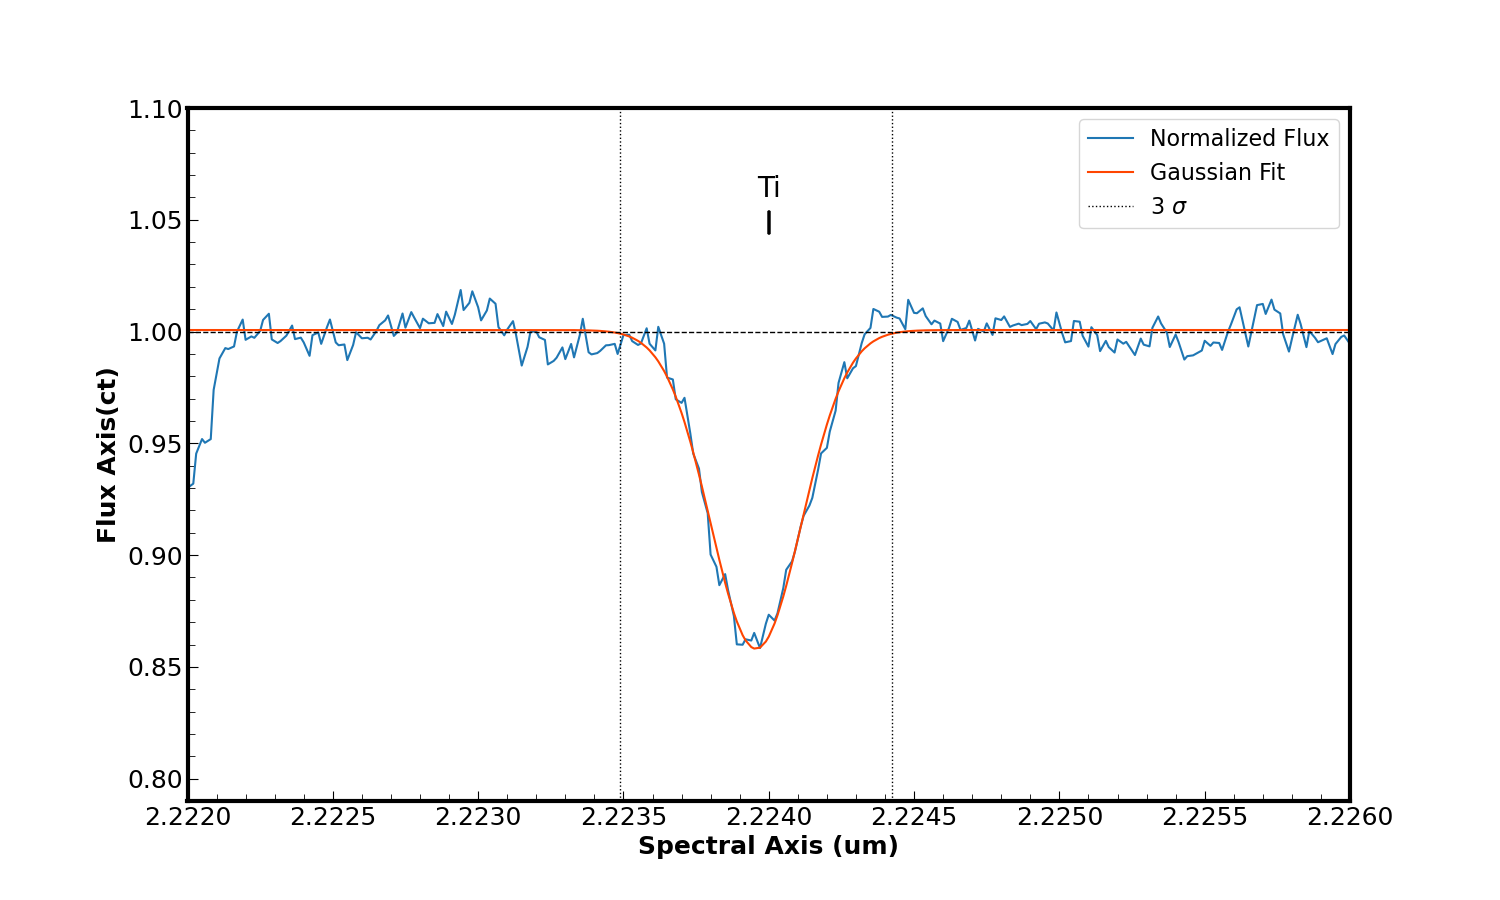 1.10
1.05
1.00
0.95
0.90
0.85
0.80
Flux Axis(ct)
Ti
Normalized Flux
Gaussian Fit
3 σ
2.2220 2.2225 2.2230 2.2235 2.2240 2.2245 2.2250 2.2255 2.2260
Spectral Axis (um)